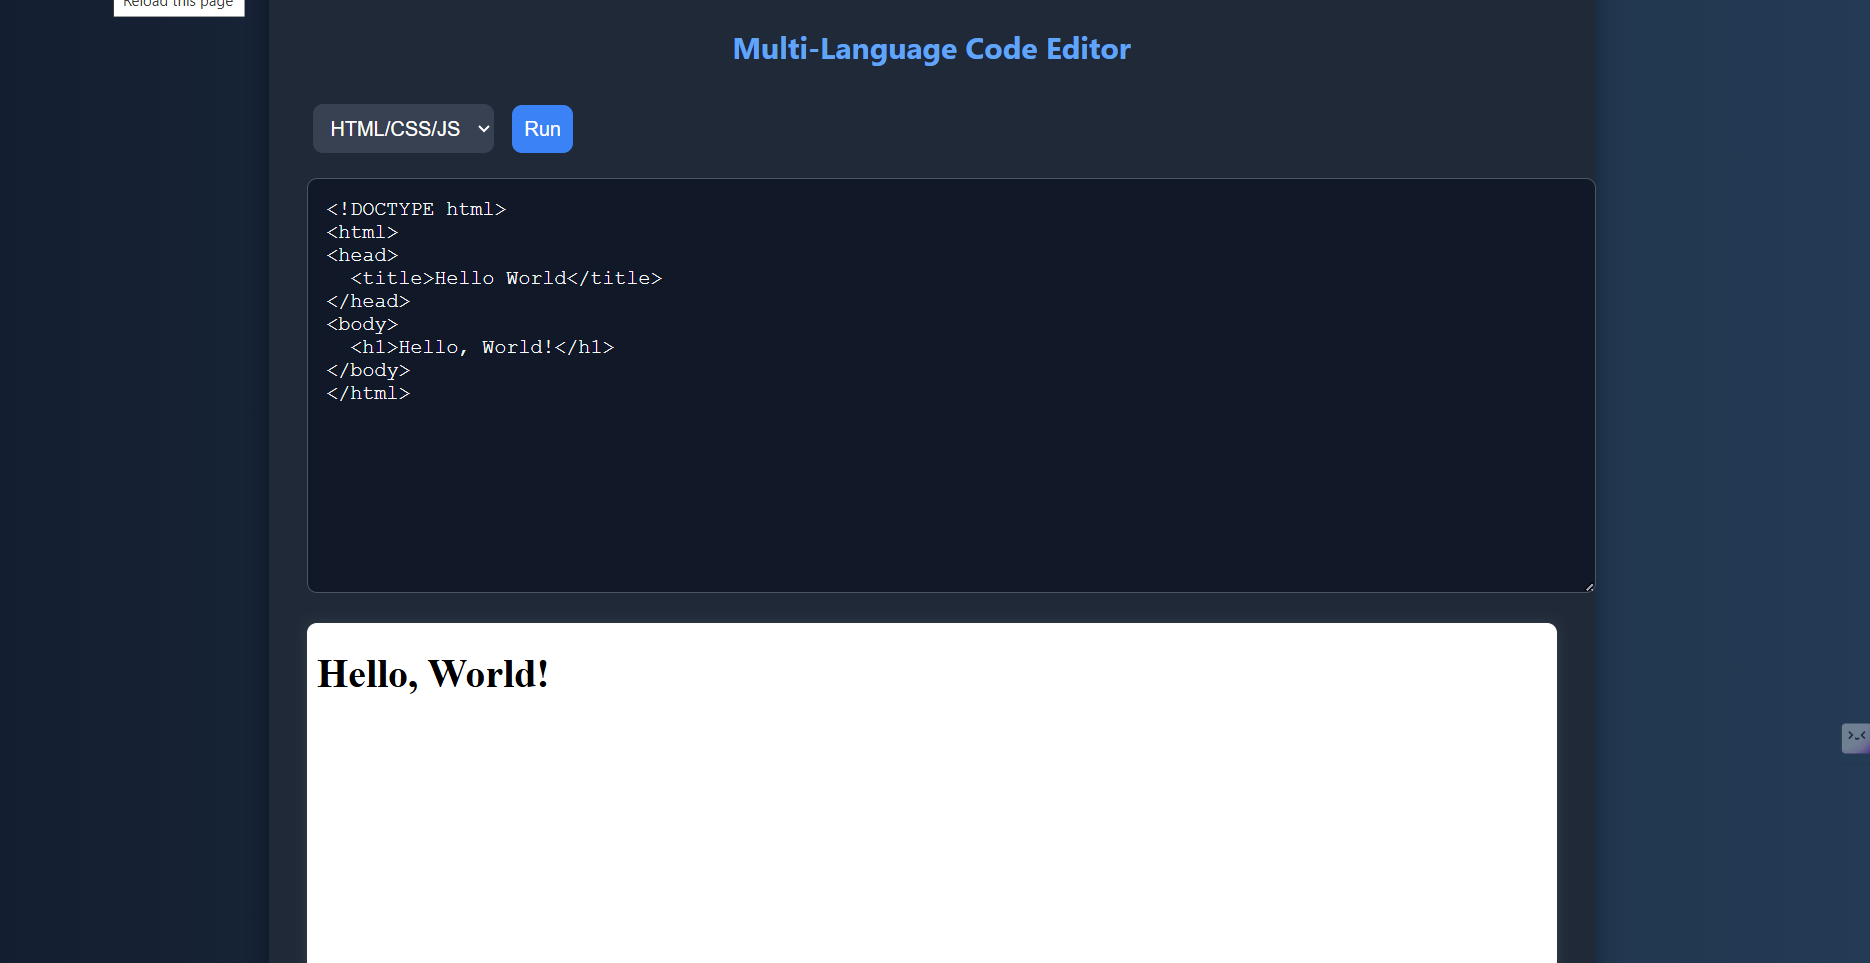 Reload this page
Multi-Language Code Editor
HTML/CSS/JS
Run
<!DOCTYPE html>
<html>
<head>
  <title>Hello World</title>
</head>
<body>
  <h1>Hello, World!</h1>
</body>
</html>
Hello, World!